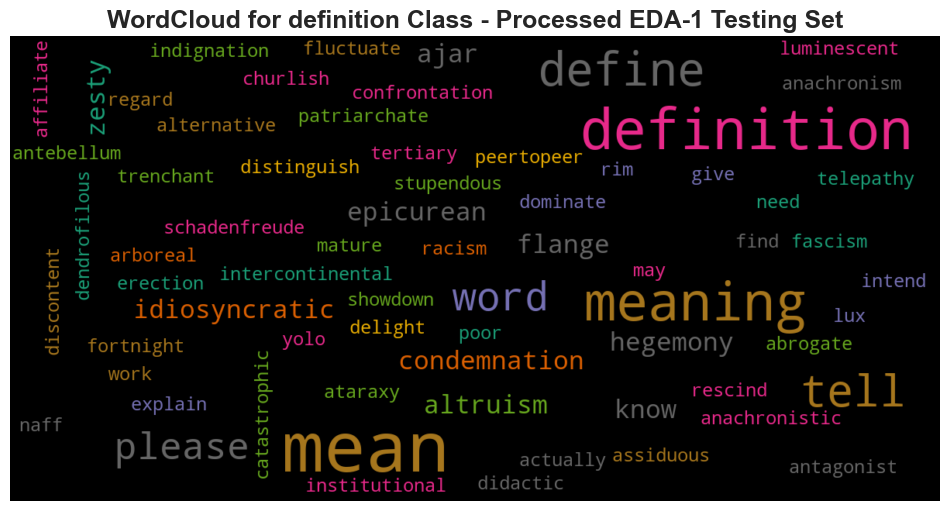 WordCloud for definition Class - Processed EDA-1 Testing Set
affiliate
indignation
fluctuate
ajar
define
luminescent
zesty
churlish
confrontation
anachronism
regard
alternative
patriarchate
definition
antebellum
trenchant
distinguish
tertiary
peertopeer
stupendous
rim
give
telepathy
dendrofilous
schadenfreude
epicurean
dominate
need
arboreal
mature
racism
flange
find
fascism
discontent
erection
intercontinental
may
intend
idiosyncratic
showdown
word
meaning
lux
fortnight
yolo
delight
poor
hegemony
abrogate
work
catastrophic
condemnation
tell
explain
ataraxy
altruism
know
rescind
anachronistic
naff
please
mean
actually
assiduous
antagonist
institutional
didactic